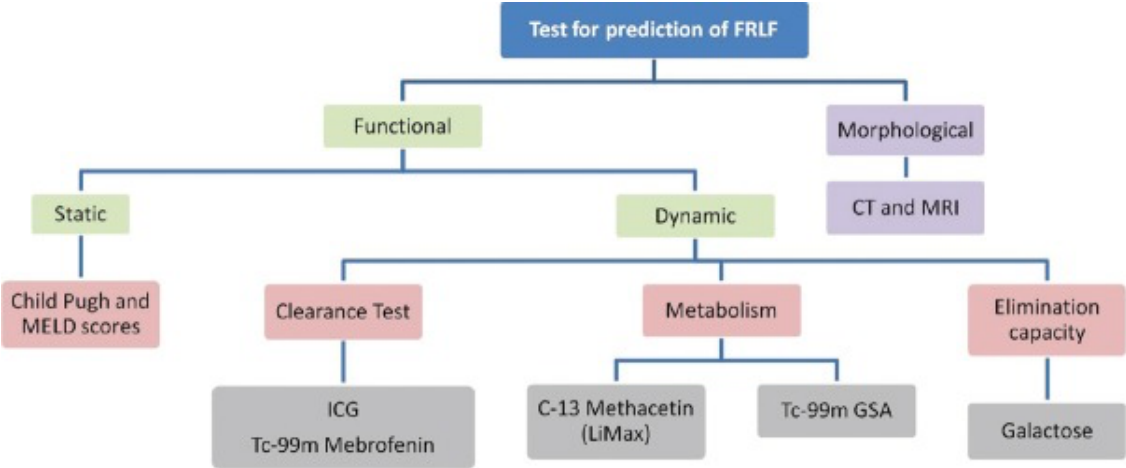 Test for prediction of FRLF
Functional
Morphological
Static
Dynamic
CT and MRI
Child Pugh and
MELD scores
Clearance Test
Metabolism
Elimination
capacity
ICG
Tc-99m Mebrofenin
C-13 Methacetin
(LiMax)
Tc-99m GSA
Galactose